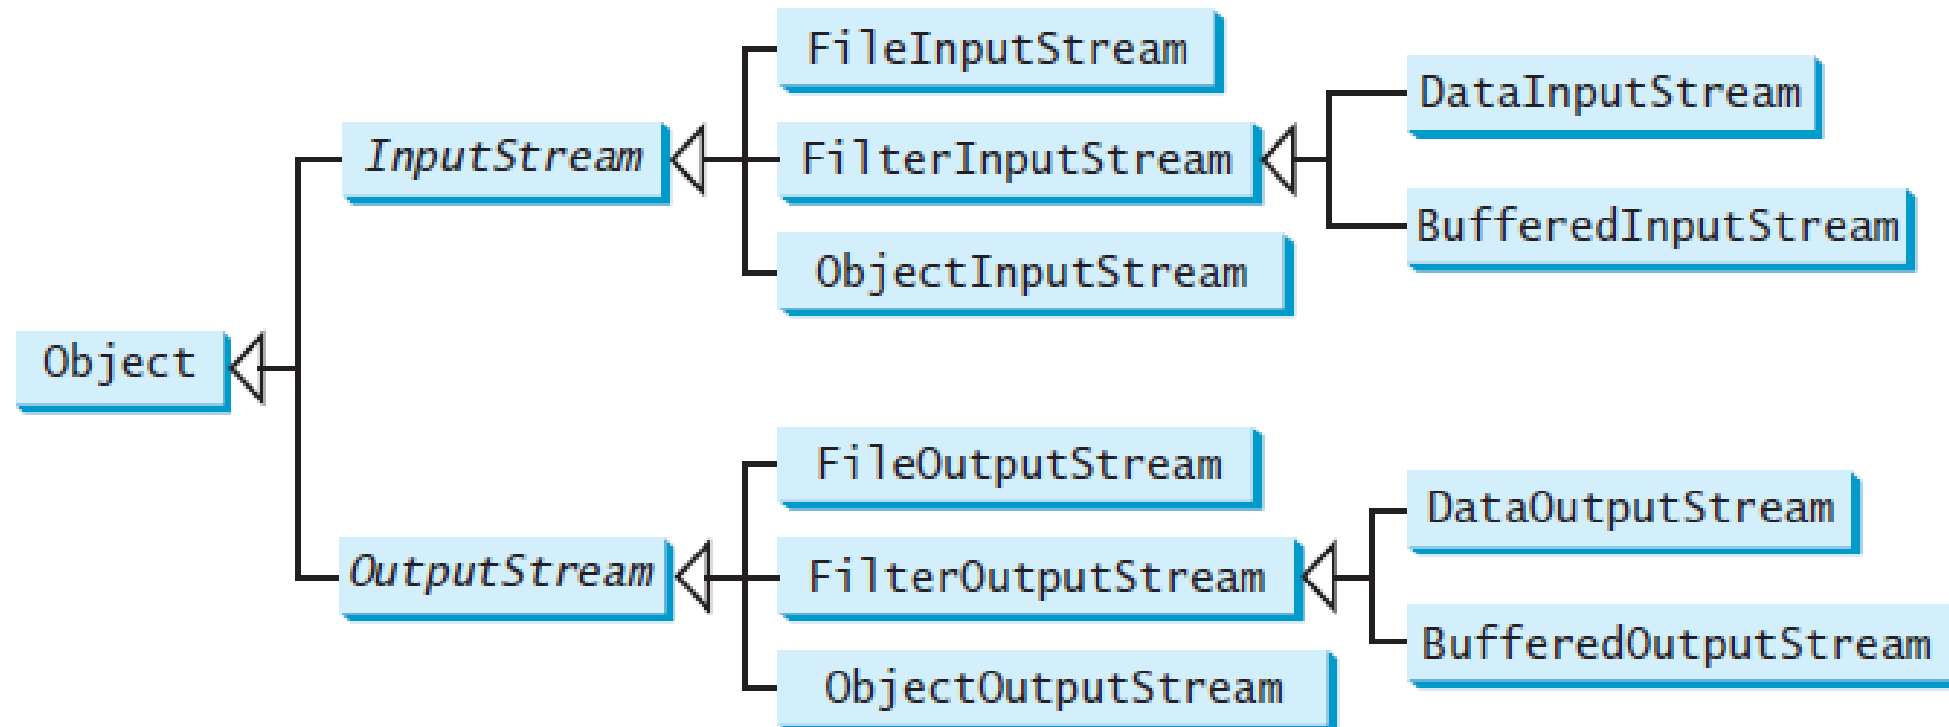 FileInputStream
DataInputStream
InputStream
FilterInputStream
BufferedInputStream
ObjectInputStream
Object
FileOutputStream
DataOutputStream
OutputStream
FilterOutputStream
BufferedOutputStream
ObjectOutputStream